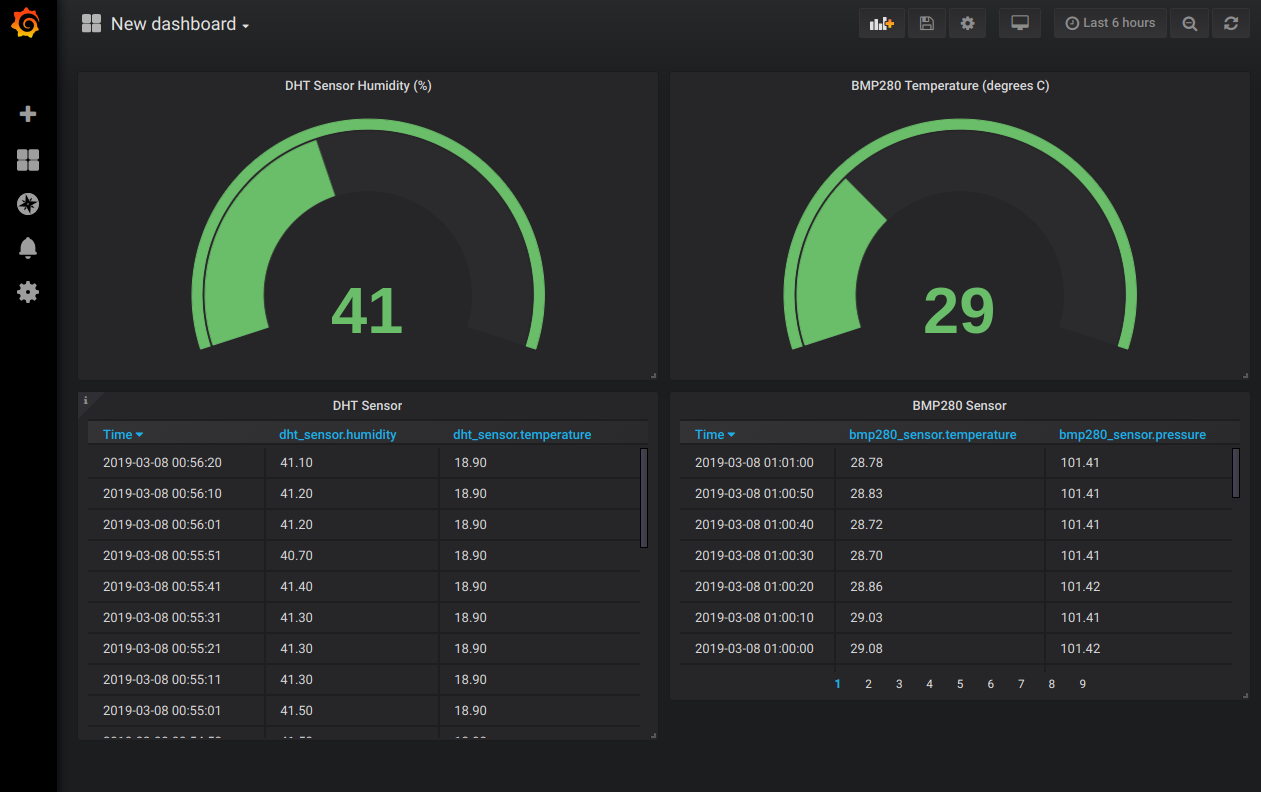 New dashboard
Last 6 hours
DHT Sensor Humidity (%)
41
BMP280 Temperature (degrees C)
29
i
DHT Sensor
Time dht_sensor.humidity dht_sensor.temperature
2019-03-08 00:56:20 41.10 18.90
2019-03-08 00:56:10 41.20 18.90
2019-03-08 00:56:01 41.20 18.90
2019-03-08 00:55:51 40.70 18.90
2019-03-08 00:55:41 41.40 18.90
2019-03-08 00:55:31 41.30 18.90
2019-03-08 00:55:21 41.30 18.90
2019-03-08 00:55:11 41.30 18.90
2019-03-08 00:55:01 41.50 18.90
BMP280 Sensor
Time bmp280_sensor.temperature bmp280_sensor.pressure
2019-03-08 01:01:00 28.78 101.41
2019-03-08 01:00:50 28.83 101.41
2019-03-08 01:00:40 28.72 101.41
2019-03-08 01:00:30 28.70 101.41
2019-03-08 01:00:20 28.86 101.42
2019-03-08 01:00:10 29.03 101.41
2019-03-08 01:00:00 29.08 101.42
1 2 3 4 5 6 7 8 9